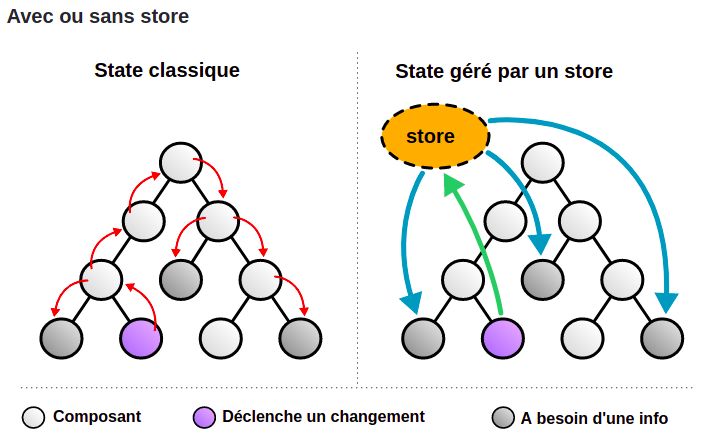 Avec ou sans store
State classique
State géré par un store
store
Composant
Déclenche un changement
A besoin d'une info